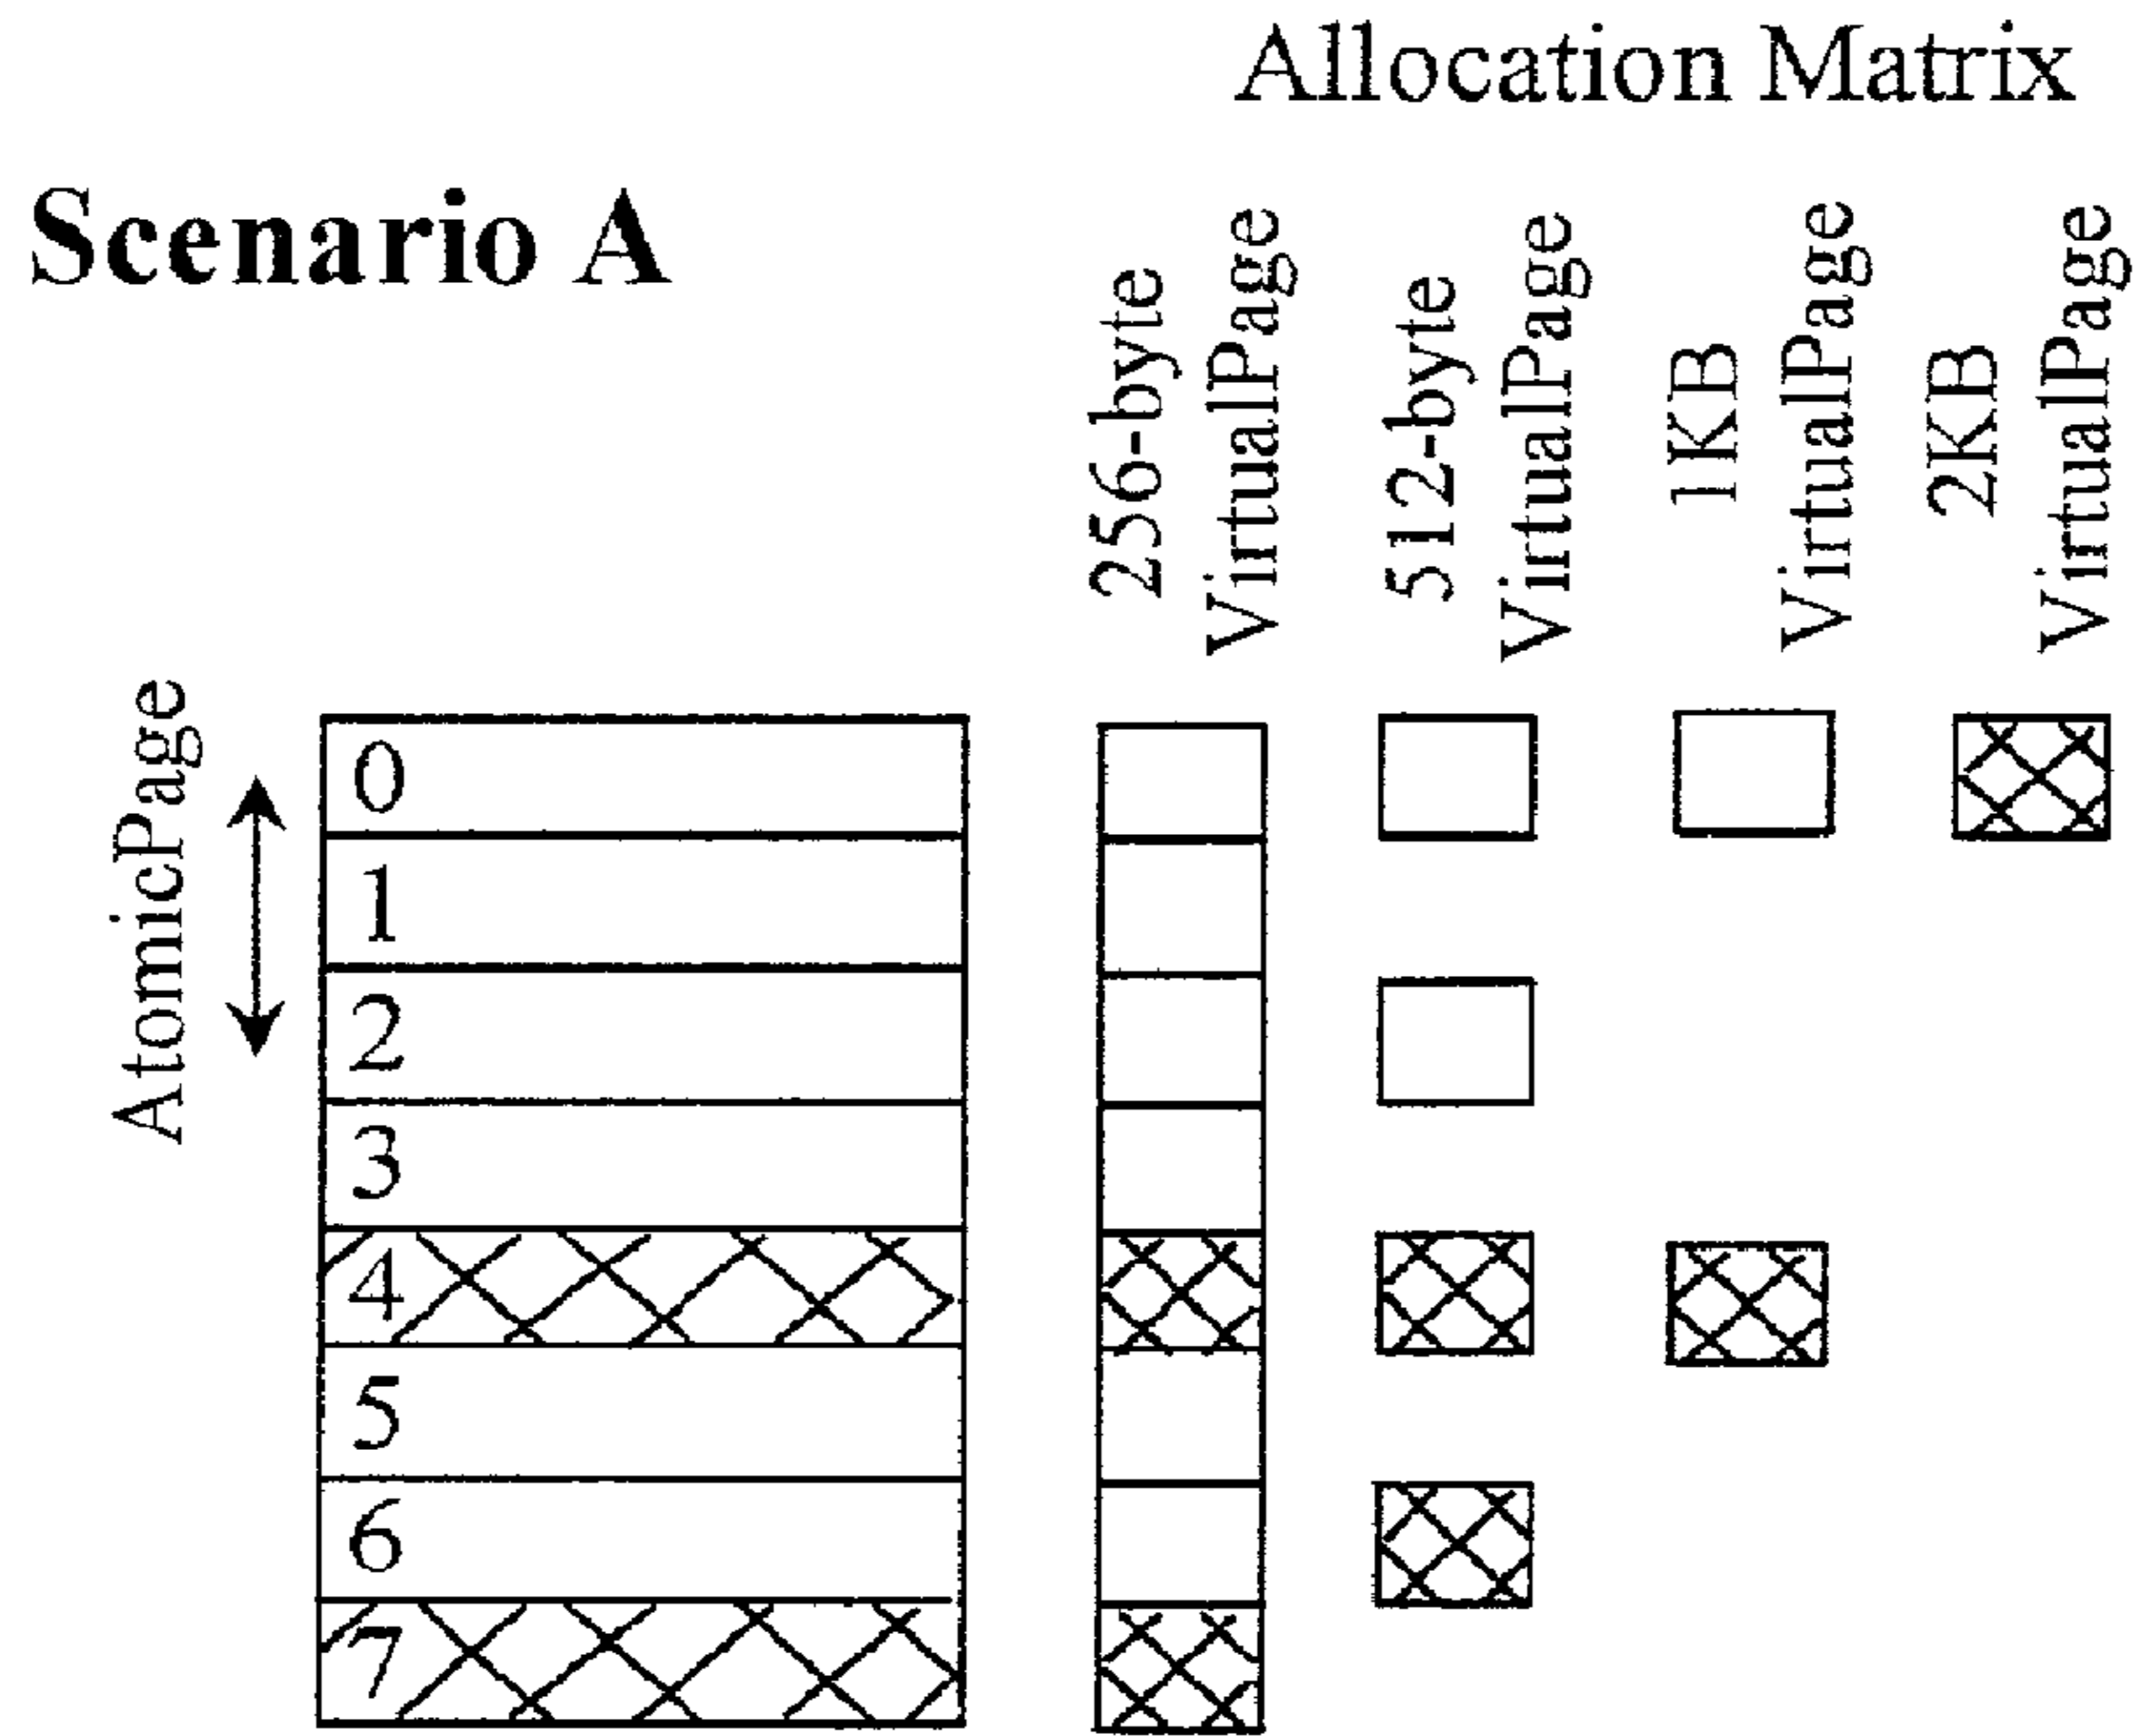 Allocation Matrix
Scenario A
256-byte
VirtualPage
512-byte
VirtualPage
1KB
VirtualPage
2KB
VirtualPage
AtomicPage
0
1
2
3
4
5
6
7